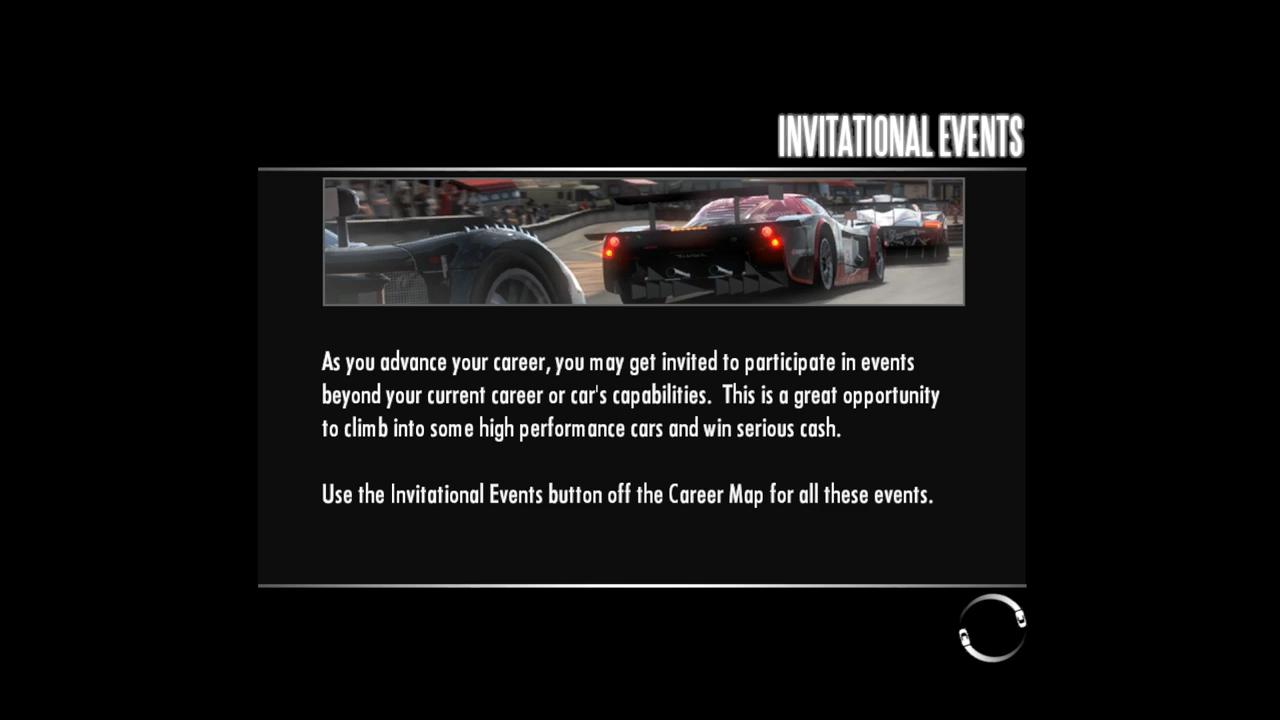 INVITATIONAL EVENTS
As you advance your career, you may get invited to participate in events
beyond your current career or car's capabilities.  This is a great opportunity
to climb into some high performance cars and win serious cash.
Use the Invitational Events button off the Career Map for all these events.